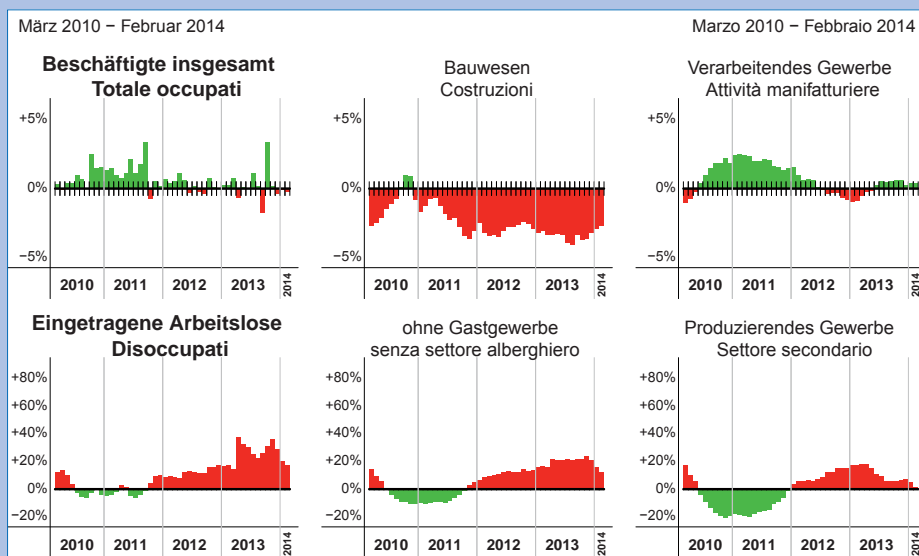 März 2010 − Februar 2014
Marzo 2010 − Febbraio 2014
Beschäftigte insgesamt
Totale occupati
+5%
0%
−5%
2010 2011 2012 2013 2014
Bauwesen
Costruzioni
+5%
0%
−5%
2010 2011 2012 2013 2014
Verarbeitendes Gewerbe
Attività manifatturiere
+5%
0%
−5%
2010 2011 2012 2013 2014
Eingetragene Arbeitslose
Disoccupati
+80%
+60%
+40%
+20%
0%
−20%
2010 2011 2012 2013 2014
ohne Gastgewerbe
senza settore alberghiero
+80%
+60%
+40%
+20%
0%
−20%
2010 2011 2012 2013 2014
Produzierendes Gewerbe
Settore secondario
+80%
+60%
+40%
+20%
0%
−20%
2010 2011 2012 2013 2014